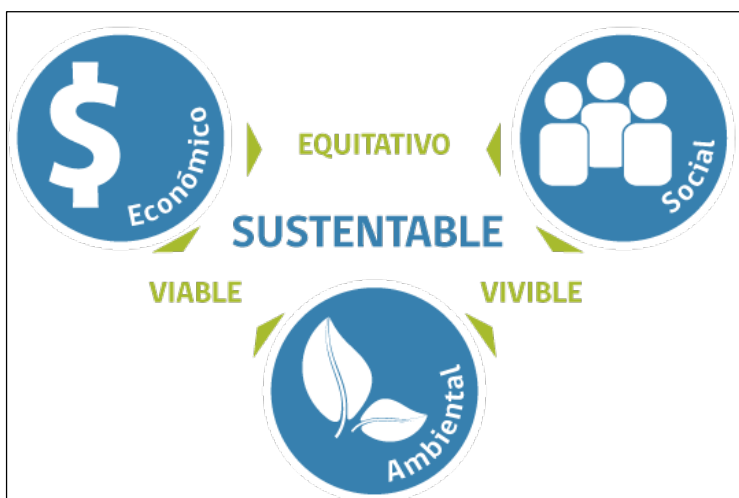 $
Económico
EQUITATIVO
Social
SUSTENTABLE
VIABLE
VIVIBLE
Ambiental